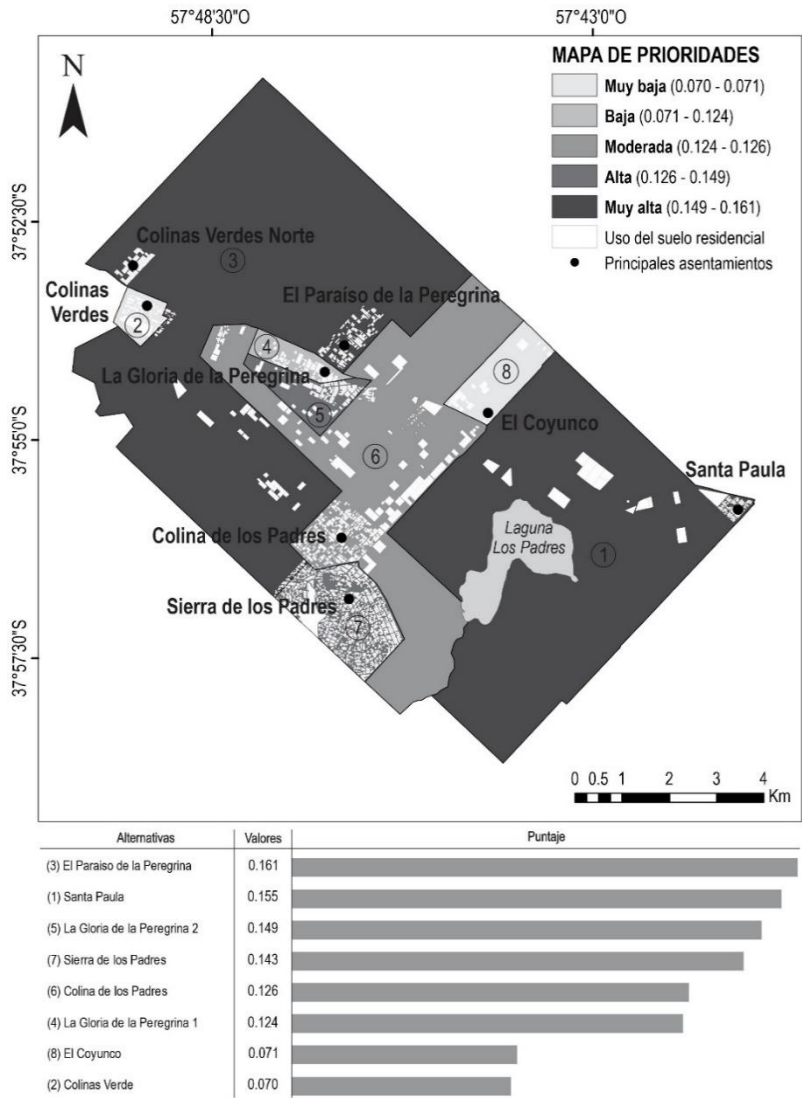 57°48'30"O
57°43'0"O
N
MAPA DE PRIORIDADES
Muy baja (0.070 - 0.071)
Baja (0.071 - 0.124)
Moderada (0.124 - 0.126)
Alta (0.126 - 0.149)
Muy alta (0.149 - 0.161)
Uso del suelo residencial
Principales asentamientos
37°52'30"S
37°55'0"S
37°57'30"S
Colinas Verdes Norte
3
Colinas
Verdes
2
El Paraíso de la Peregrina
4
La Gloria de la Peregrina
5
8
El Coyunco
6
Santa Paula
Colina de los Padres
Laguna
Los Padres
1
Sierra de los Padres
7
0 0.5 1 2 3 4
Km
Alternativas Valores Puntaje
(3) El Paraiso de la Peregrina 0.161
(1) Santa Paula 0.155
(5) La Gloria de la Peregrina 2 0.149
(7) Sierra de los Padres 0.143
(6) Colina de los Padres 0.126
(4) La Gloria de la Peregrina 1 0.124
(8) El Coyunco 0.071
(2) Colinas Verde 0.070